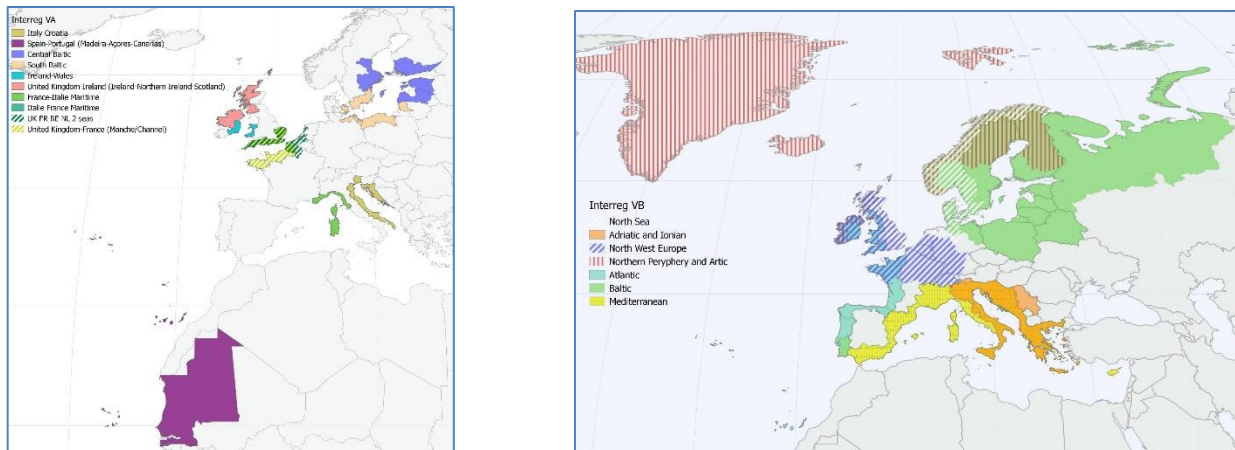 Interreg VA
Italy Croatia
Spain-Portugal (Madeira-Açores-Canarias)
Central Baltic
South Baltic
Ireland-Wales
United Kingdom-Ireland (Ireland-Northern Ireland Scotland)
France-Italie Maritime
Italie France Maritime
UK FR BE NL 2 seas
United Kingdom-France (Manche/Channel)
Interreg VB
North Sea
Adriatic and Ionian
North West Europe
Northern Peryphery and Artic
Atlantic
Baltic
Mediterranean